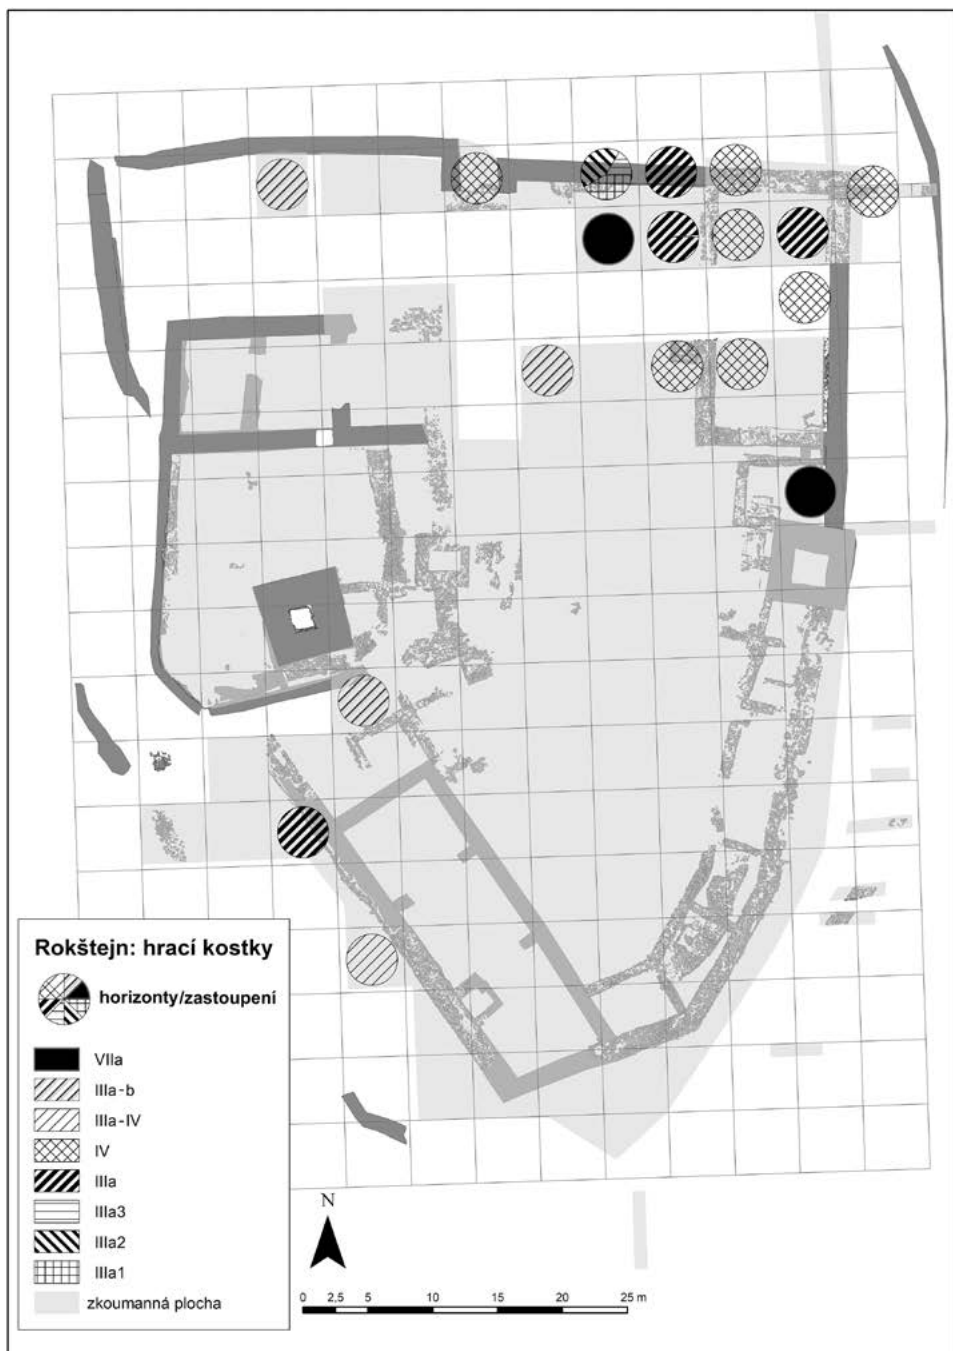 Rokštejn: hrací kostky
horizonty/zastoupení
VIIa
IIIa-b
IIIa-IV
IV
IIIa
IIIa3
IIIa2
IIIa1
zkoumanná plocha
N
0 2,5 5 10 15 20 25 m